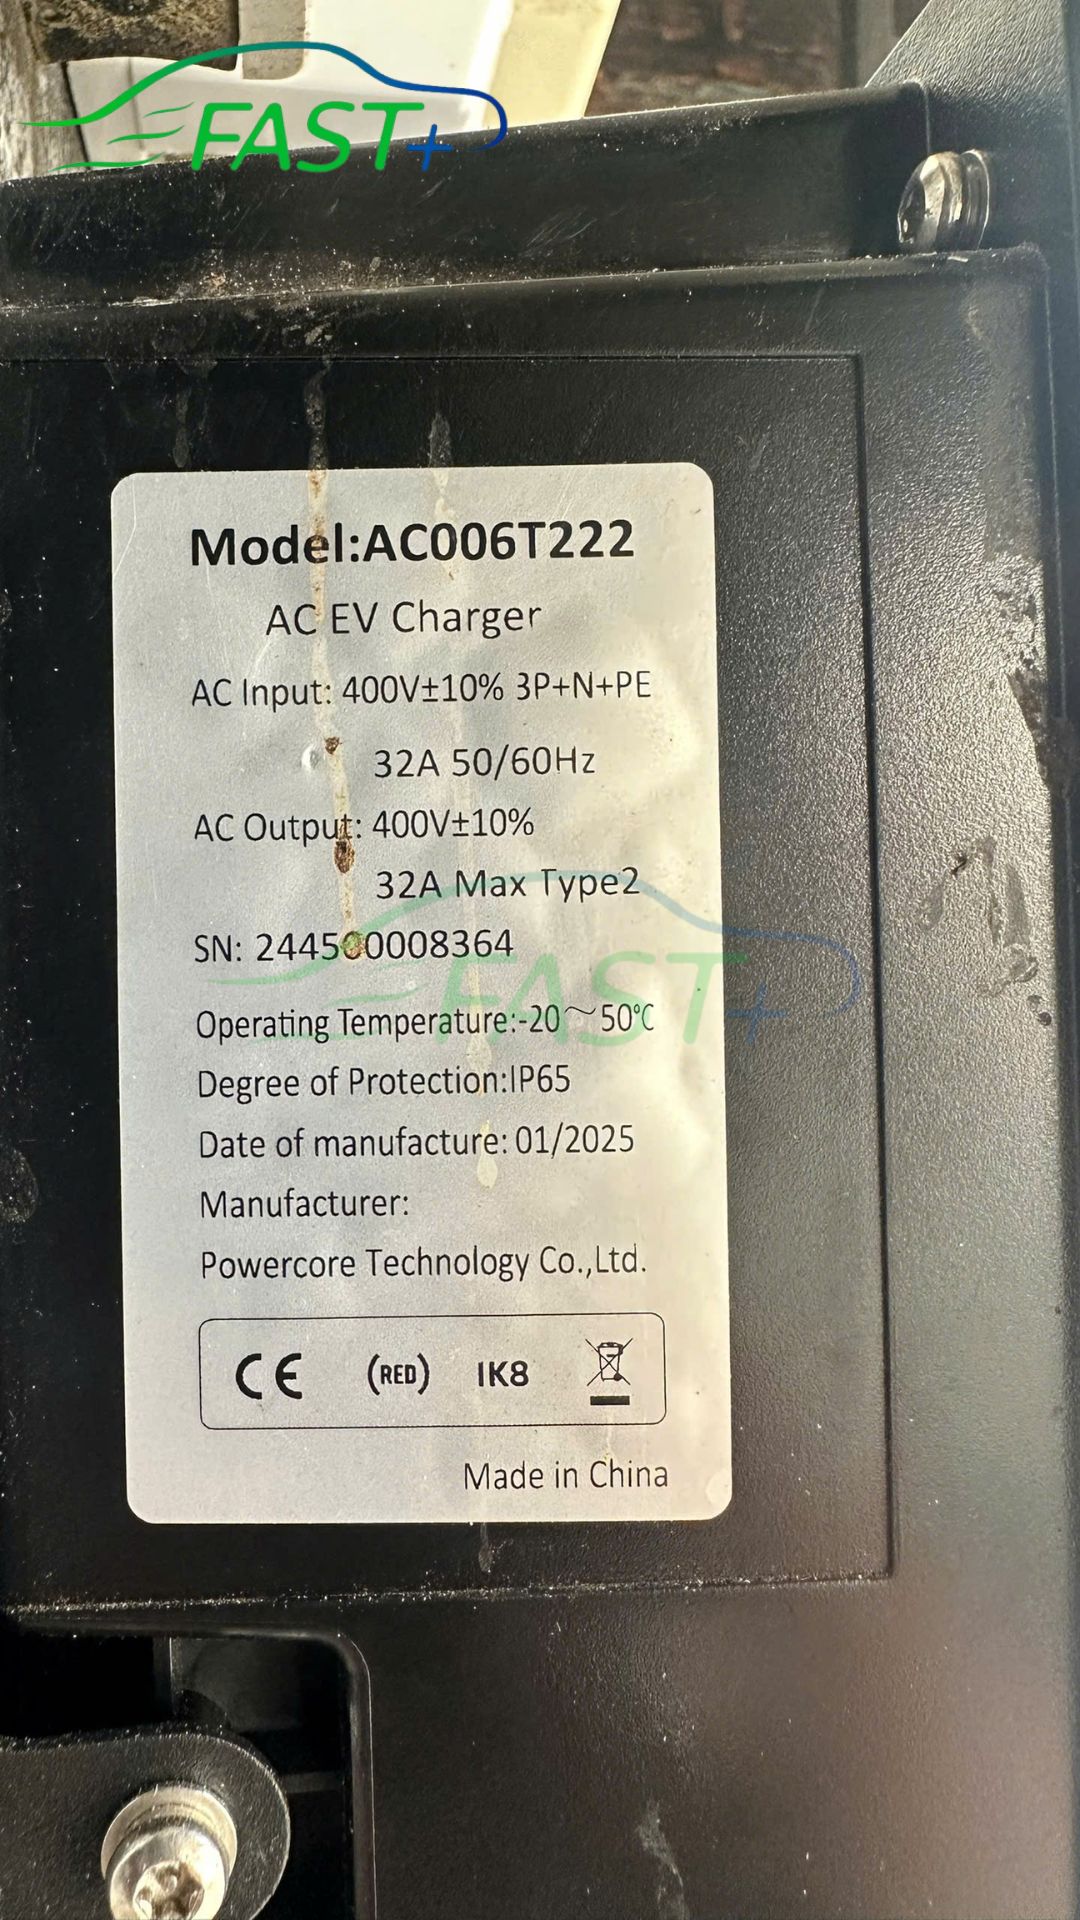 FAST+
Model:AC006T222
AC EV Charger
AC Input: 400V±10% 3P+N+PE
32A 50/60Hz
AC Output: 400V±10%
32A Max Type2
SN: 244500008364
FAST+
Operating Temperature:-20～50℃
Degree of Protection:IP65
Date of manufacture: 01/2025
Manufacturer:
Powercore Technology Co.,Ltd.
CE (RED) IK8
Made in China